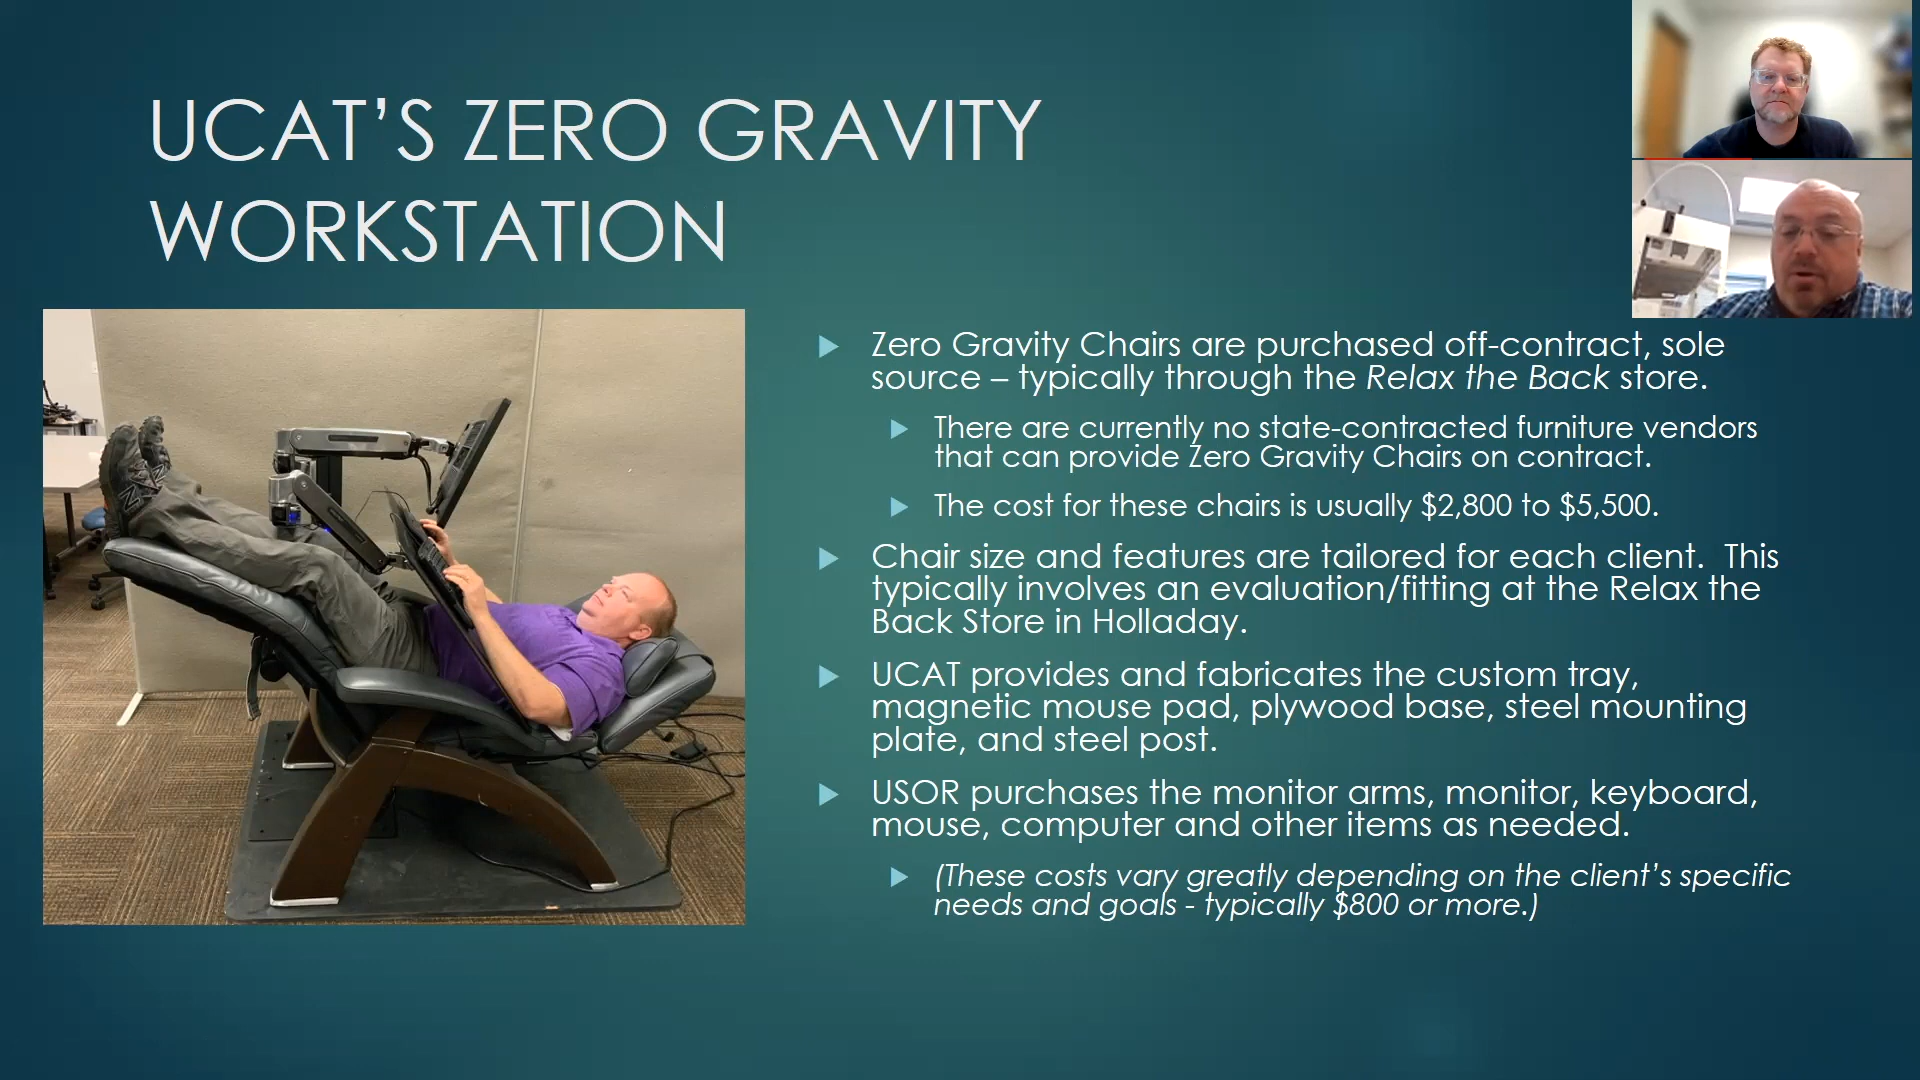 UCAT’S ZERO GRAVITY
WORKSTATION
Zero Gravity Chairs are purchased off-contract, sole
source – typically through the Relax the Back store.
There are currently no state-contracted furniture vendors
that can provide Zero Gravity Chairs on contract.
The cost for these chairs is usually $2,800 to $5,500.
Chair size and features are tailored for each client.  This
typically involves an evaluation/fitting at the Relax the
Back Store in Holladay.
UCAT provides and fabricates the custom tray,
magnetic mouse pad, plywood base, steel mounting
plate, and steel post.
USOR purchases the monitor arms, monitor, keyboard,
mouse, computer and other items as needed.
(These costs vary greatly depending on the client’s specific
needs and goals - typically $800 or more.)